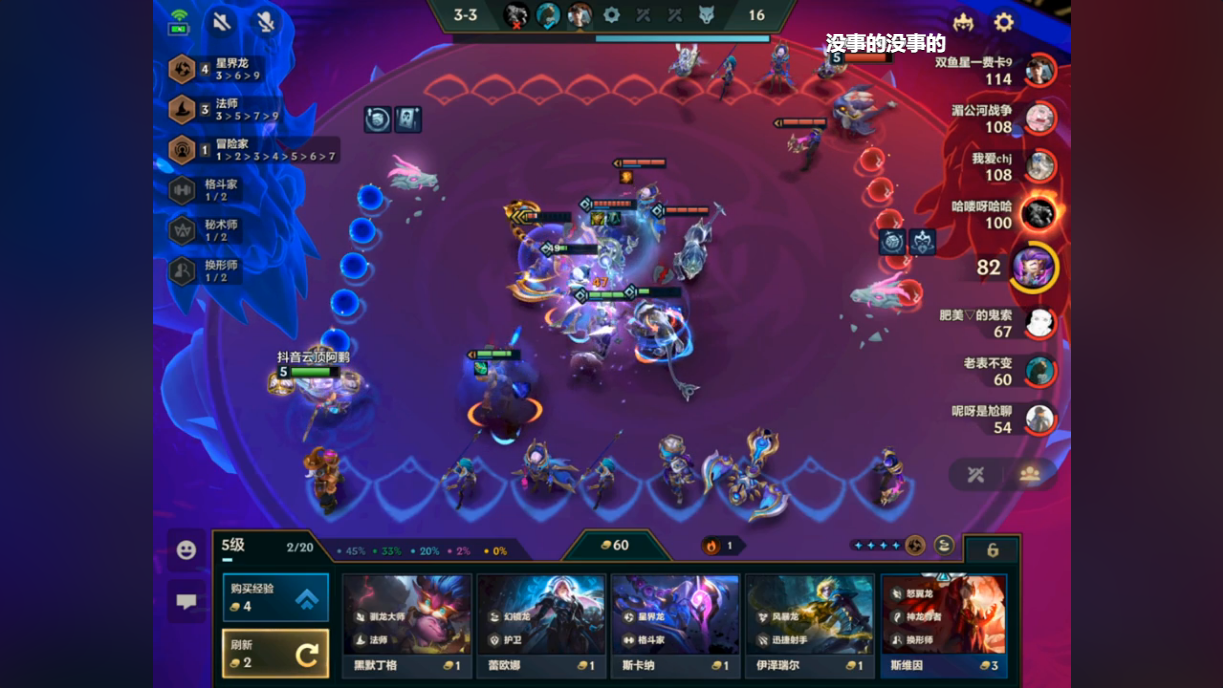 3-3
16
没事的没事的
4 星界龙
3 > 6 > 9
3 法师
3 > 5 > 7 > 9
1 冒险家
1 > 2 > 3 > 4 > 5 > 6 > 7
格斗家
1 / 2
秘术师
1 / 2
换形师
1 / 2
双鱼星一费卡9
114
湄公河战争
108
我爱chj
108
哈喽呀哈哈
100
82
肥美♡的鬼索
67
老表不变
60
呢呀是尬聊
54
5
49
47
抖音云顶阿鹏
5
5级
2/20
45% 33% 20% 2% 0%
60
1
购买经验
4
刷新
2
驯龙大师
法师
黑默丁格 1
幻镜龙
护卫
蕾欧娜 1
星界龙
格斗家
斯卡纳 1
风暴龙
迅捷射手
伊泽瑞尔 1
怒翼龙
神龙尊者
换形师
斯维因 3